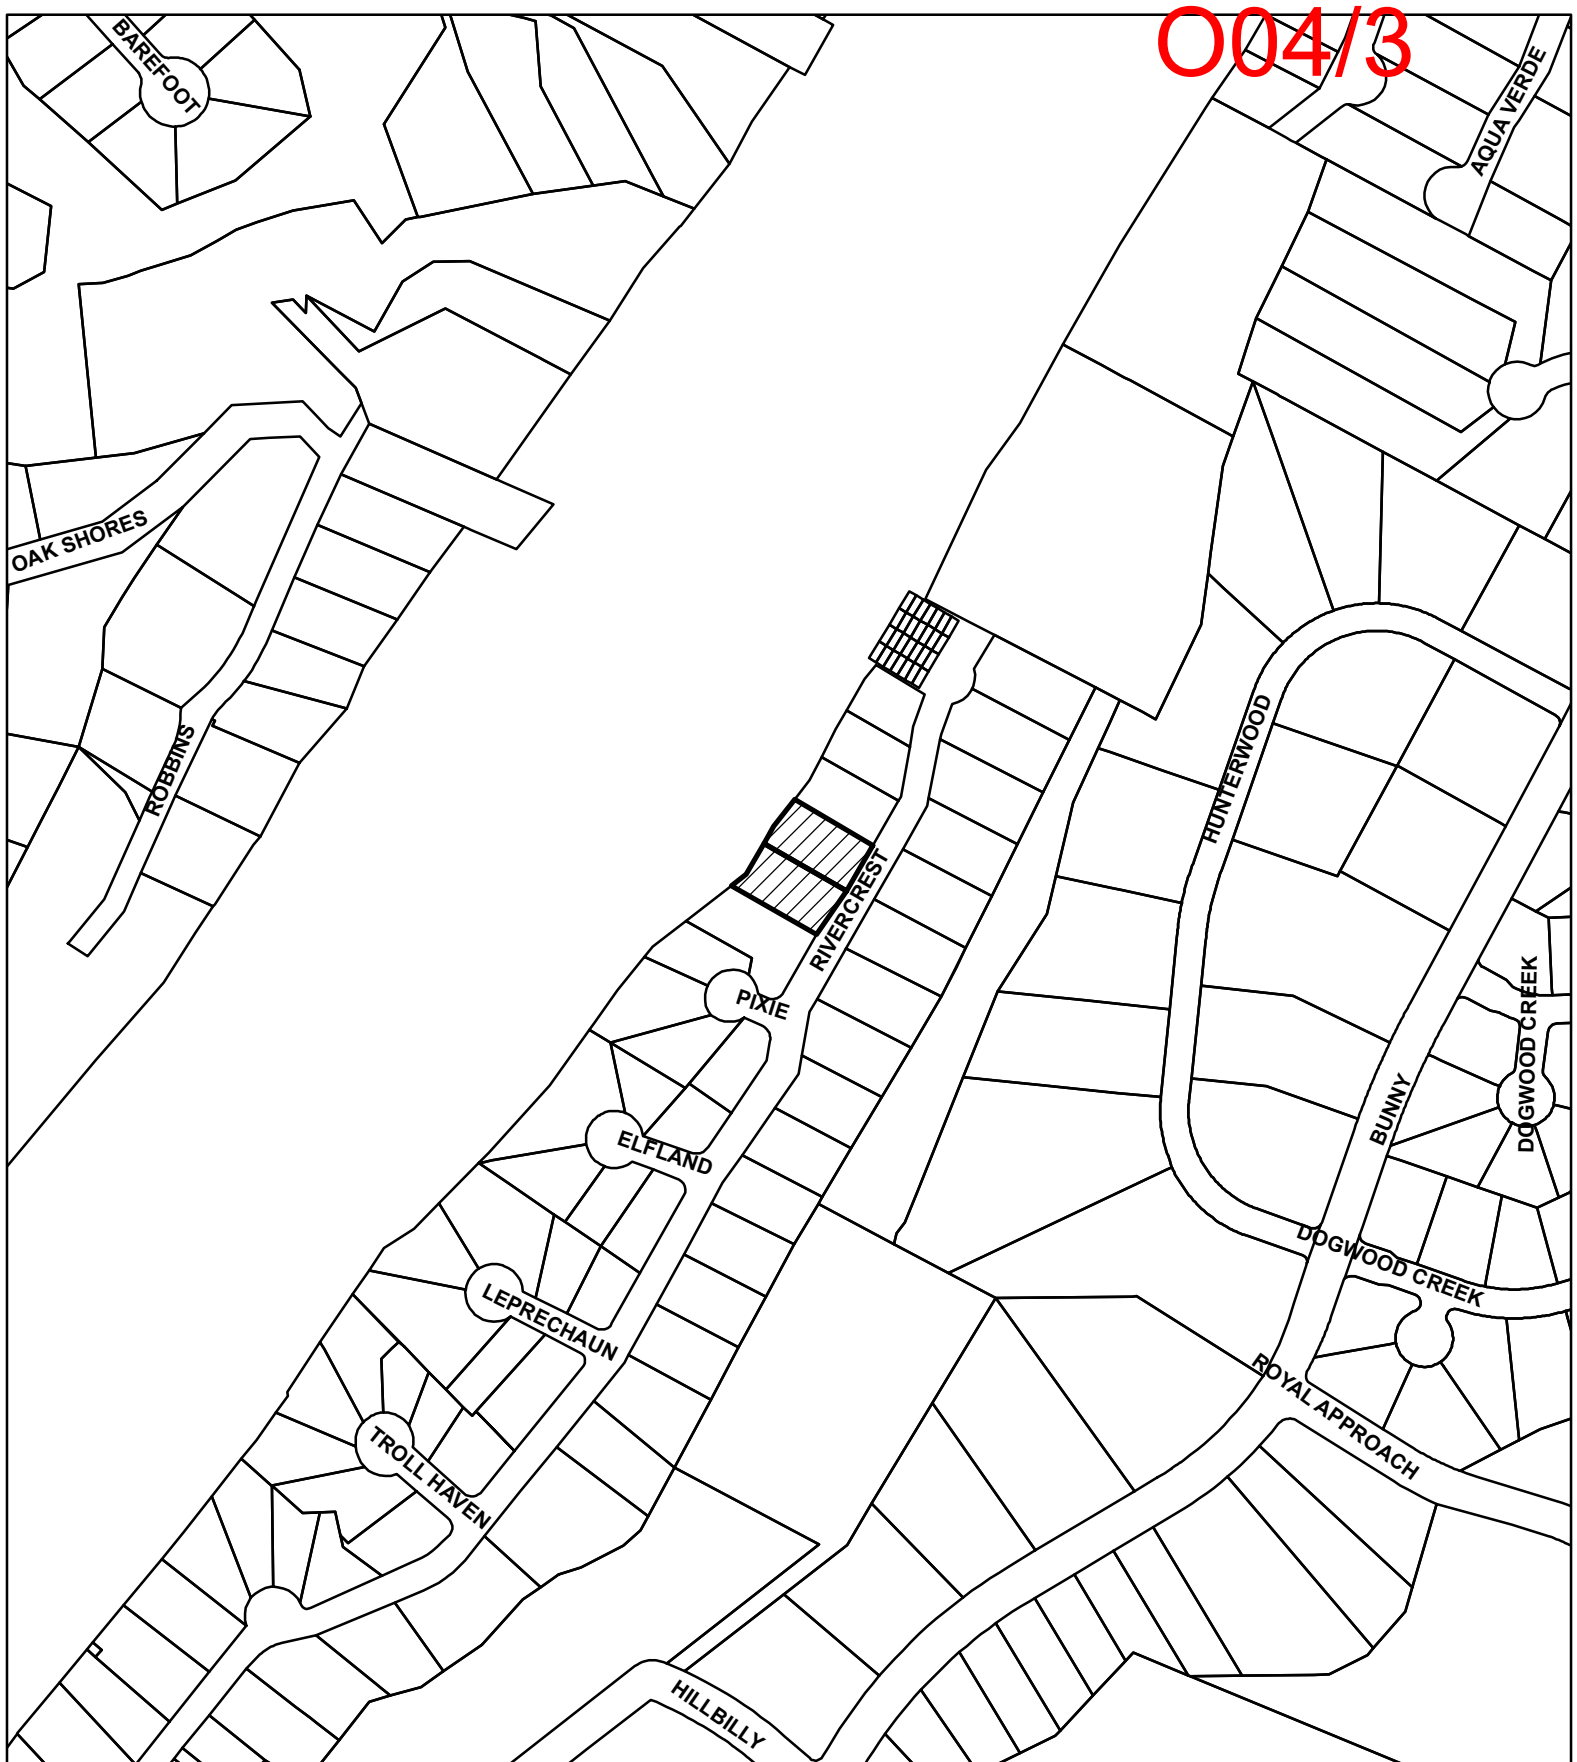 O04/3
BAREFOOT
AQUA VERDE
OAK SHORES
ROBBINS
HUNTERWOOD
RIVERCREST
PIXIE
DOGWOOD CREEK
BUNNY
ELFLAND
DOGWOOD CREEK
LEPRECHAUN
ROYAL APPROACH
TROLL HAVEN
HILLBILLY